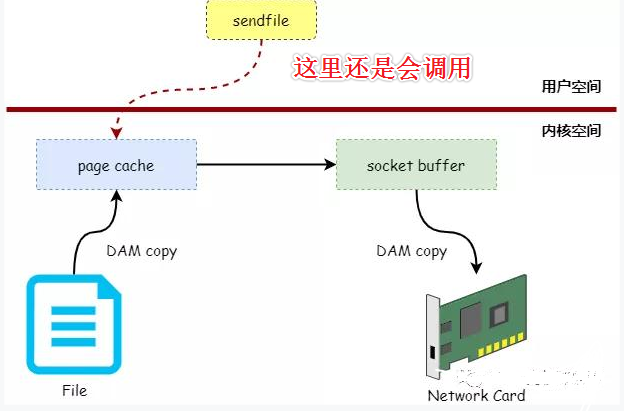 sendfile
这里还是会调用
用户空间
内核空间
page cache
socket buffer
DAM copy
DAM copy
File
Network Card